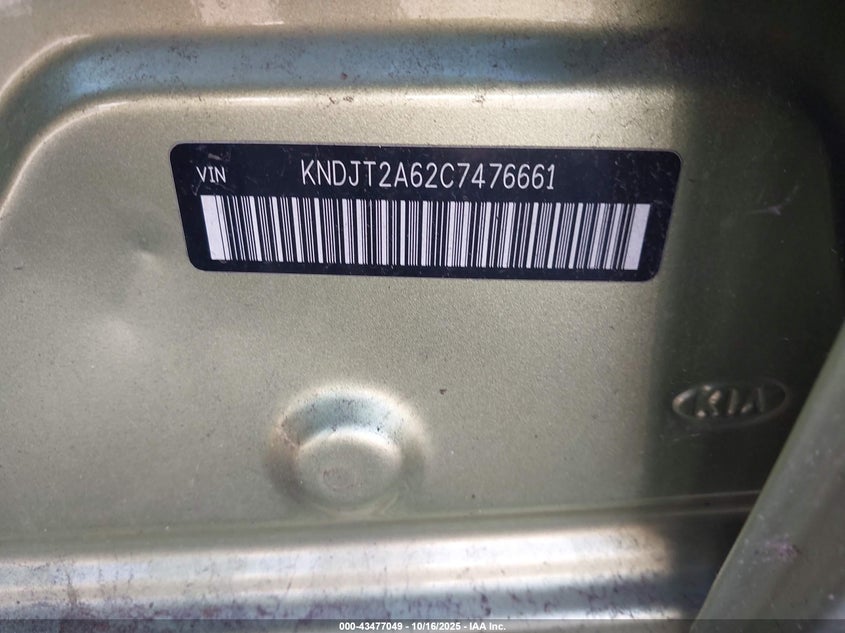 VIN KNDJT2A62C7476661
KIA
000-43477049 - 10/16/2025 - IAA Inc.